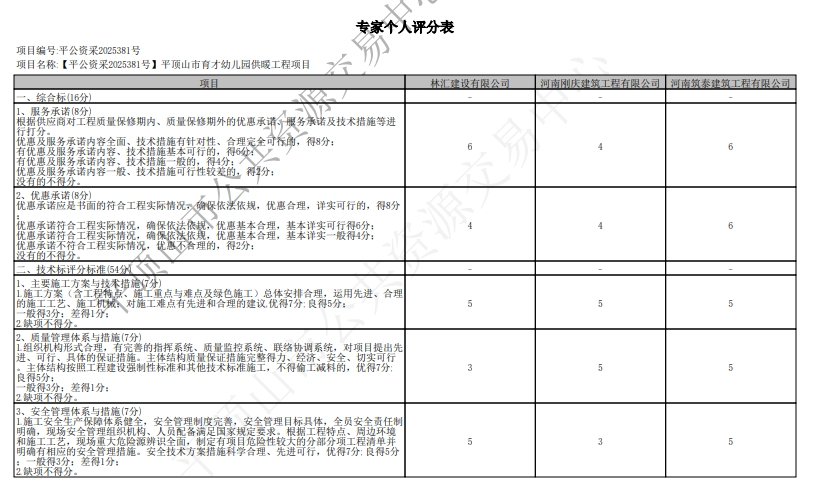 专家个人评分表
项目编号:平公资采2025381号
项目名称:【平公资采2025381号】平顶山市育才幼儿园供暖工程项目
项目 林汇建设有限公司 河南刚庆建筑工程有限公司 河南筑泰建筑工程有限公司
一、综合标(16分) - - -
1、服务承诺(8分)
根据供应商对工程质量保修期内、质量保修期外的优惠承诺、服务承诺及技术措施等进
行打分。
优惠及服务承诺内容全面、技术措施有针对性、合理完全可行的，得8分；
有优惠及服务承诺内容、技术措施基本可行的，得6分；
有优惠及服务承诺内容、技术措施一般的，得4分；
优惠及服务承诺内容一般、技术措施可行性较差的，得2分；
没有的不得分。
6 4 6
2、优惠承诺(8分)
优惠承诺应是书面的符合工程实际情况，确保依法依规，优惠合理，详实可行的，得8分
；
优惠承诺符合工程实际情况，确保依法依规，优惠基本合理，基本详实可行得6分；
优惠承诺符合工程实际情况，确保依法依规，优惠基本合理，基本详实一般得4分；
优惠承诺不符合工程实际情况，优惠不合理的，得2分；
没有的不得分。
4 4 6
二、技术标评分标准(54分) - - -
1、主要施工方案与技术措施(7分)
1.施工方案（含工程特点、施工重点与难点及绿色施工）总体安排合理，运用先进、合理
的施工工艺、施工机械；对施工难点有先进和合理的建议,优得7分;良得5分;
一般得3分；差得1分；
2.缺项不得分。
5 5 5
2、质量管理体系与措施(7分)
1.组织机构形式合理，有完善的指挥系统、质量监控系统、联络协调系统，对项目提出先
进、可行、具体的保证措施。主体结构质量保证措施完整得力、经济、安全、切实可行
。主体结构按照工程建设强制性标准和其他技术标准施工，不得偷工减料的，优得7分;
良得5分；
一般得3分；差得1分；
2.缺项不得分。
3 5 5
3、安全管理体系与措施(7分)
1.施工安全生产保障体系健全，安全管理制度完善，安全管理目标具体，全员安全责任制
明确，现场安全管理组织机构、人员配备满足国家规定要求。根据工程特点、周边环境
和施工工艺，现场重大危险源辨识全面，制定有项目危险性较大的分部分项工程清单并
明确有相应的安全管理措施。安全技术方案措施科学合理、先进可行，优得7分;良得5分
；一般得3分；差得1分；
2.缺项不得分。
5 3 5
平顶山市公共资源交易中心
平顶山市公共资源交易中心